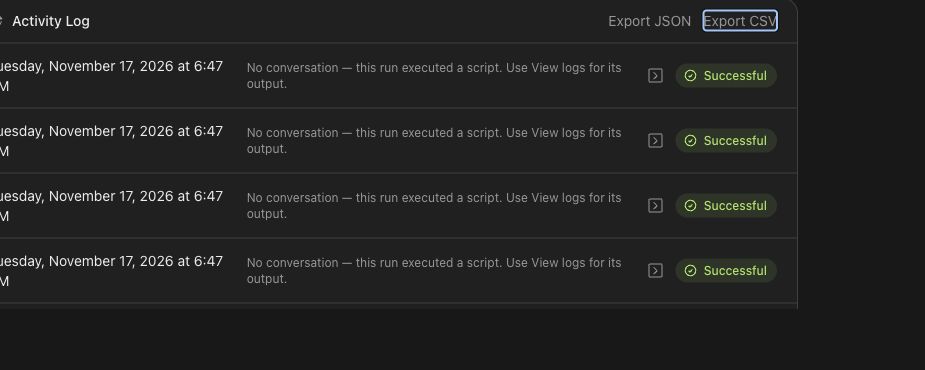 Activity Log
Export JSON
Export CSV
uesday, November 17, 2026 at 6:47
M
No conversation — this run executed a script. Use View logs for its
output.
Successful
uesday, November 17, 2026 at 6:47
M
No conversation — this run executed a script. Use View logs for its
output.
Successful
uesday, November 17, 2026 at 6:47
M
No conversation — this run executed a script. Use View logs for its
output.
Successful
uesday, November 17, 2026 at 6:47
M
No conversation — this run executed a script. Use View logs for its
output.
Successful